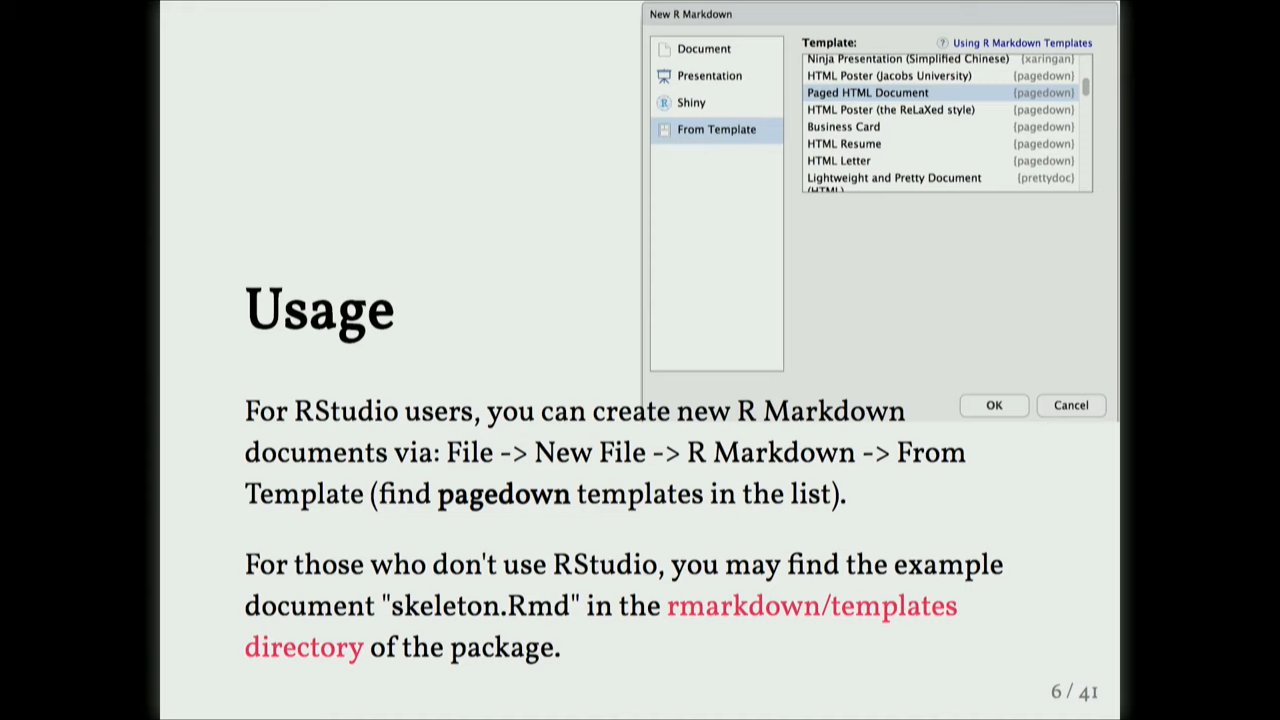 New R Markdown
Document
Presentation
Shiny
From Template
Template:
Using R Markdown Templates
Ninja Presentation (Simplified Chinese) {xaringan}
HTML Poster (Jacobs University) {pagedown}
Paged HTML Document {pagedown}
HTML Poster (the ReLaXed style) {pagedown}
Business Card {pagedown}
HTML Resume {pagedown}
HTML Letter {pagedown}
Lightweight and Pretty Document {prettydoc}
(HTML)
OK
Cancel
Usage
For RStudio users, you can create new R Markdown
documents via: File -> New File -> R Markdown -> From
Template (find pagedown templates in the list).
For those who don't use RStudio, you may find the example
document "skeleton.Rmd" in the rmarkdown/templates
directory of the package.
6 / 41